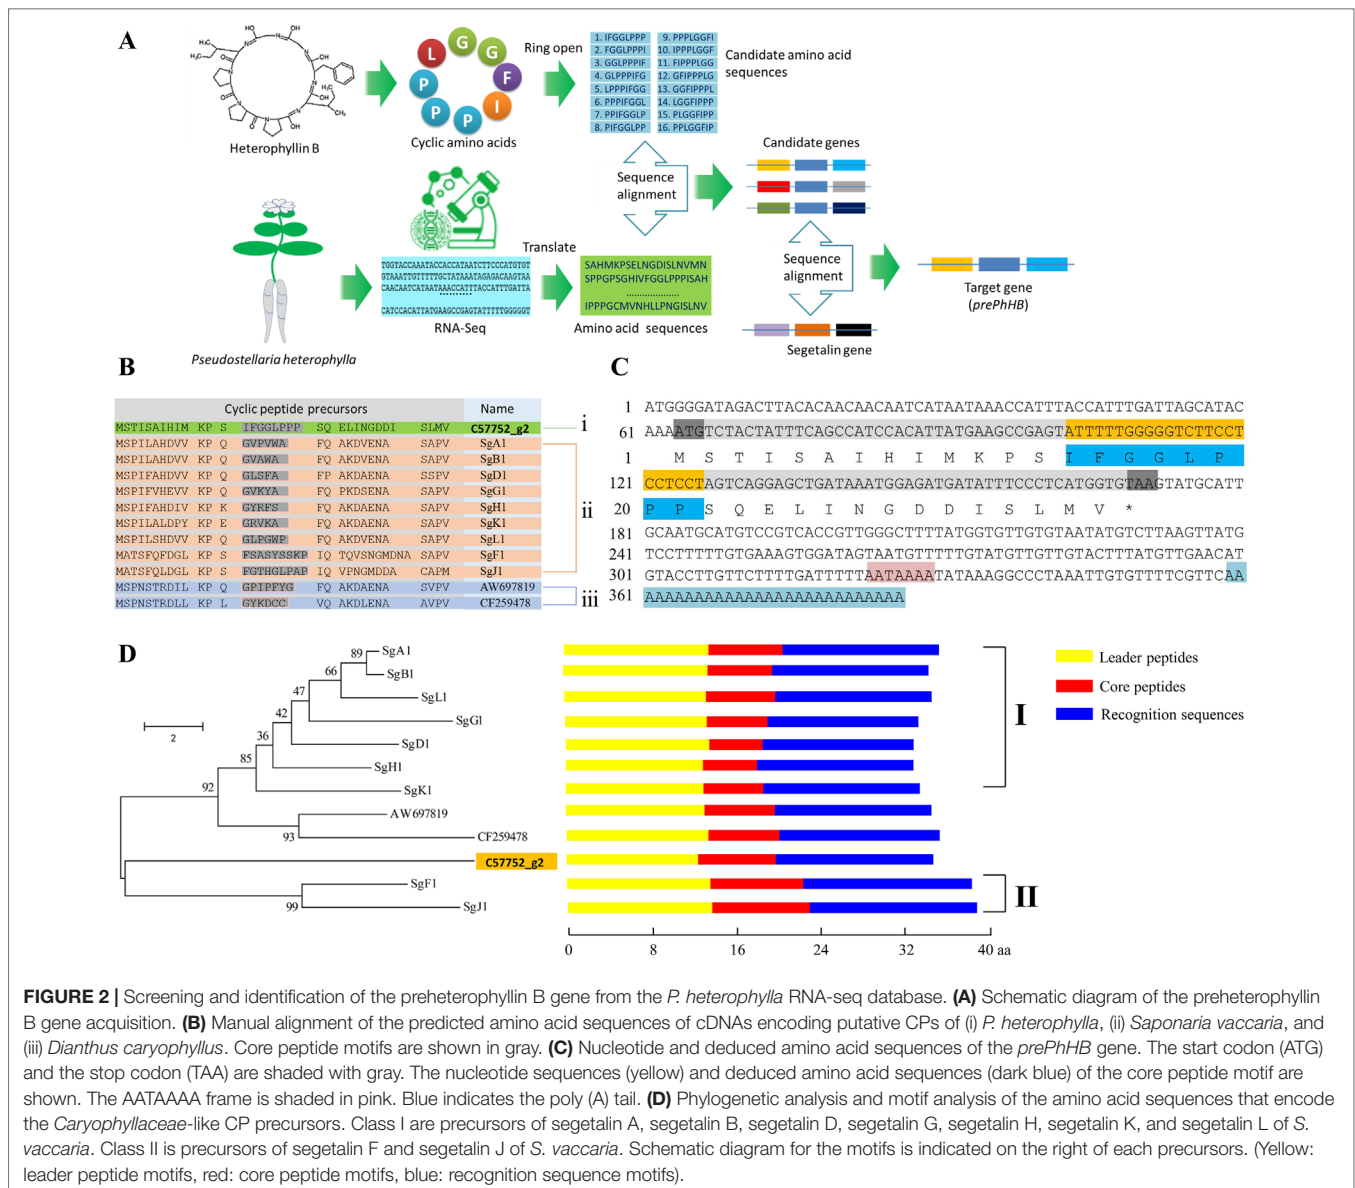 A
HO
OH
H₃C
CH₃
Heterophyllin B
L
G
G
F
I
P
P
P
Cyclic amino acids
Ring open
1. IFGGLPPP
2. FGGLPPPI
3. GGLPPPIF
4. GLPPPIFG
5. LPPPIFGG
6. PPPIFGGL
7. PPIFGGLP
8. PIFGGLPP
9. PPPLGGFI
10. IPPPLGGF
11. FIPPPLGG
12. GFIPPPLG
13. GGFIPPPL
14. LGGFIPPP
15. PLGGFIPP
16. PPLGGFIP
Candidate amino acid
sequences
Sequence
alignment
Candidate genes
Pseudostellaria heterophylla
TGGTACCAAATACCACCATAATCTTCCCATGTGT
GTAAATTGTTTTTGCTATAAATAGAGACAAGTAA
CAACAATCATAATAAACCATTTACCATTTGATTA
CATCCACATTATGAAGCCGAGTATTTTTGGGGGT
RNA-Seq
Translate
SAHMKPSELNGDISLNVMN
SPPGPSGHIVFGGLPPPISAH
....................
IPPPGCMVNHLLPNGISLNV
Amino acid sequences
Sequence
alignment
Segetalin gene
Target gene
(prePhHB)
B
Cyclic peptide precursors Name
MSTISAIHIM KP S IFGGLPPP SQ ELINGDDI SLMV C57752_g2
MSPILAHDVV KP Q GVPVWA FQ AKDVENA SAPV SgA1
MSPILAHDVV KP Q GVAWA FQ AKDVENA SAPV SgB1
MSPIFAHDVV KP Q GLSFA FP AKDAENA SAPV SgD1
MSPIFVHEVV KP Q GVKYA FQ PKDSENA SAPV SgG1
MSPIFAHDIV KP K GYRFS FQ AKDAENA SAPV SgH1
MSPILALDPY KP E GRVKA FQ AKDAENA SAPV SgK1
MSPILSHDVV KP Q GLPGWP FQ AKDVENA SAPV SgL1
MATSFQFDGL KP S FSASYSSKP IQ TQVSNGMDNA SAPV SgF1
MATSFQLDGL KP S FGTHGLPAP IQ VPNGMDDA CAPM SgJ1
MSPNSTRDIL KP Q GPIPFYG FQ AKDAENA SVPV AW697819
MSPNSTRDLL KP L GYKDCC VQ AKDLENA AVPV CF259478
i
ii
iii
C
1 ATGGGGATAGACTTACACAACAACAATCATAATAAACCATTTACCATTTGATTATAGCATAC
61 AAAATGTCTACTATTTCAGCCATCCACATTATGAAGCCGAGTATTTTTGGGGGTCTTCCT
1 M S T I S A I H I M K P S I F G G L P
121 CCTCCTAGTCAGGAGCTGATAAATGGAGATGATATTTCCCTCATGGTGTAAGTATGCATT
20 P P S Q E L I N G D D I S L M V *
181 GCAATGCATGTCCGTCACCGTTGGGCTTTTATGGTGTTGTGTAATATGTCTTAAGTTATG
241 TCCTTTTTGTGAAAGTGGATAGTAATGTTTTTGTATGTTGTTGTACTTATGTTGAACAT
301 GTACCTTGTTCTTTTGATTTTTAATAAAATATAAAGGCCCTAAATTGTGTTTTCGTTCAA
361 AAAAAAAAAAAAAAAAAAAAAAAAAA
D
SgA1
SgB1
SgL1
SgG1
SgD1
SgH1
SgK1
AW697819
CF259478
C57752_g2
SgF1
SgJ1
89
66
47
42
36
85
92
93
99
2
I
II
Leader peptides
Core peptides
Recognition sequences
0 8 16 24 32 40 aa
FIGURE 2 | Screening and identification of the preheterophyllin B gene from the P. heterophylla RNA-seq database. (A) Schematic diagram of the preheterophyllin
B gene acquisition. (B) Manual alignment of the predicted amino acid sequences of cDNAs encoding putative CPs of (i) P. heterophylla, (ii) Saponaria vaccaria, and
(iii) Dianthus caryophyllus. Core peptide motifs are shown in gray. (C) Nucleotide and deduced amino acid sequences of the prePhHB gene. The start codon (ATG)
and the stop codon (TAA) are shaded with gray. The nucleotide sequences (yellow) and deduced amino acid sequences (dark blue) of the core peptide motif are
shown. The AATAAAA frame is shaded in pink. Blue indicates the poly (A) tail. (D) Phylogenetic analysis and motif analysis of the amino acid sequences that encode
the Caryophyllaceae-like CP precursors. Class I are precursors of segetalin A, segetalin B, segetalin D, segetalin G, segetalin H, segetalin K, and segetalin L of S.
vaccaria. Class II is precursors of segetalin F and segetalin J of S. vaccaria. Schematic diagram for the motifs is indicated on the right of each precursors. (Yellow:
leader peptide motifs, red: core peptide motifs, blue: recognition sequence motifs).